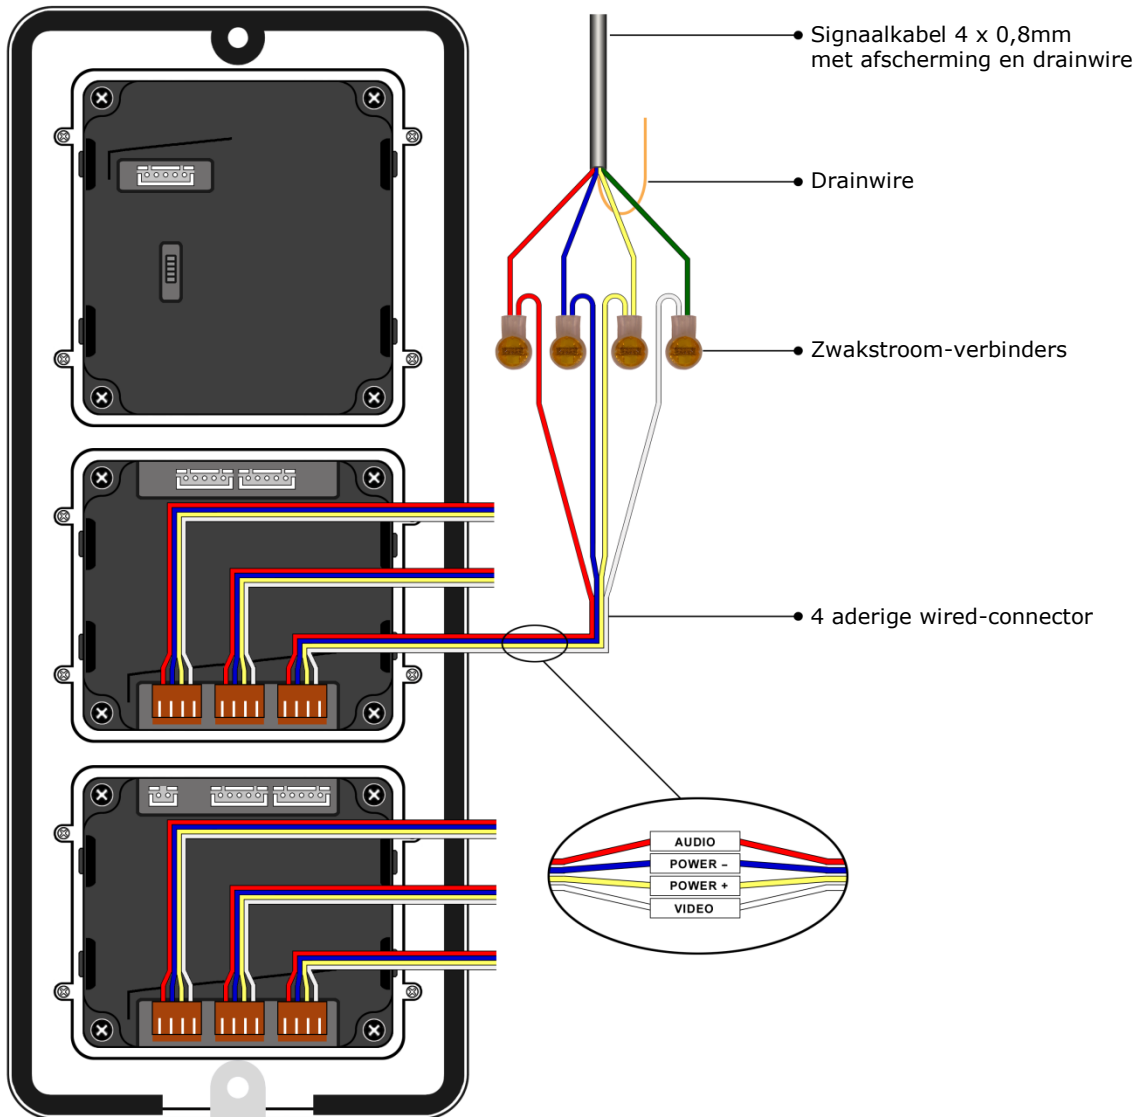 Signaalkabel 4 x 0,8mm
met afscherming en drainwire
Drainwire
Zwakstroom-verbinders
4 aderige wired-connector
AUDIO
POWER –
POWER +
VIDEO